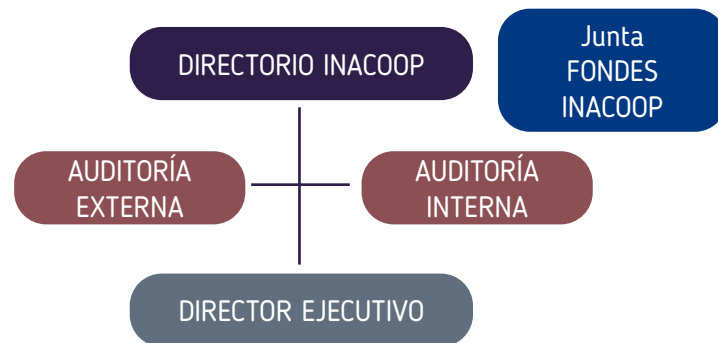 DIRECTORIO INACOOP
Junta
FONDES
INACOOP
AUDITORÍA
EXTERNA
AUDITORÍA
INTERNA
DIRECTOR EJECUTIVO